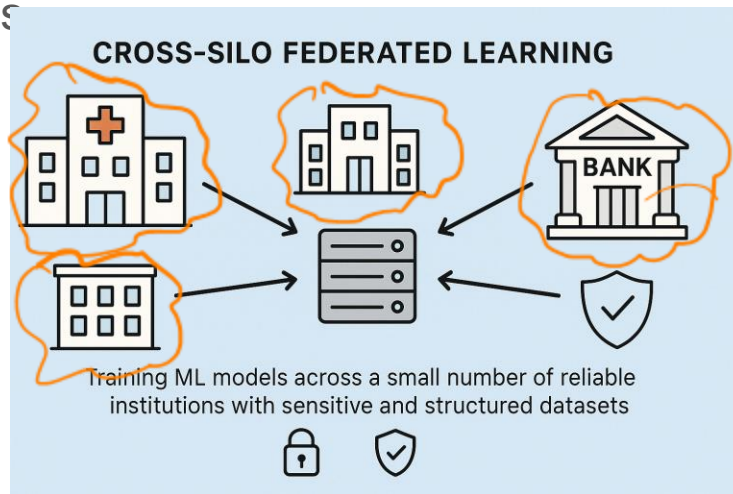 S
CROSS-SILO FEDERATED LEARNING
BANK
Training ML models across a small number of reliable
institutions with sensitive and structured datasets